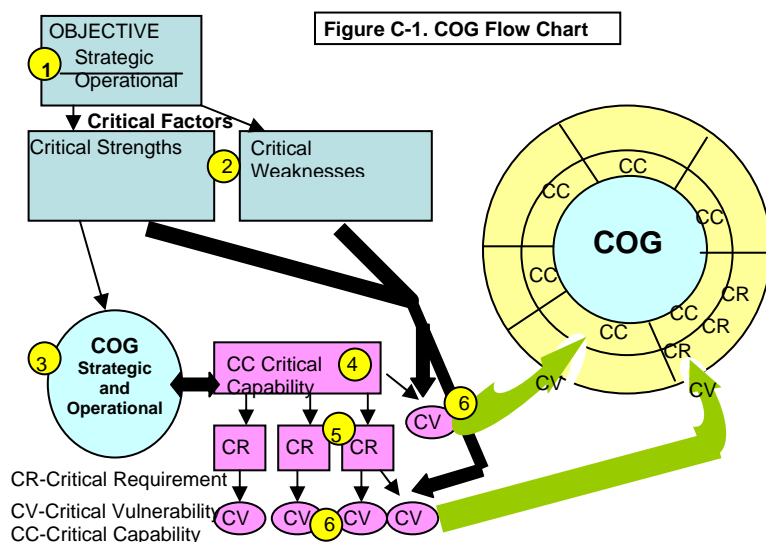 Figure C-1. COG Flow Chart
OBJECTIVE
Strategic
Operational
1
Critical Factors
Critical Strengths
2
Critical
Weaknesses
3
COG
Strategic
and
Operational
CC Critical
Capability
4
CV
6
CR
CR
5
CR
CR-Critical Requirement
CV-Critical Vulnerability
CC-Critical Capability
CV
CV
6
CV
CV
CC
CC
CC
COG
CC
CC
CC
CR
CR
CR
CV
CV